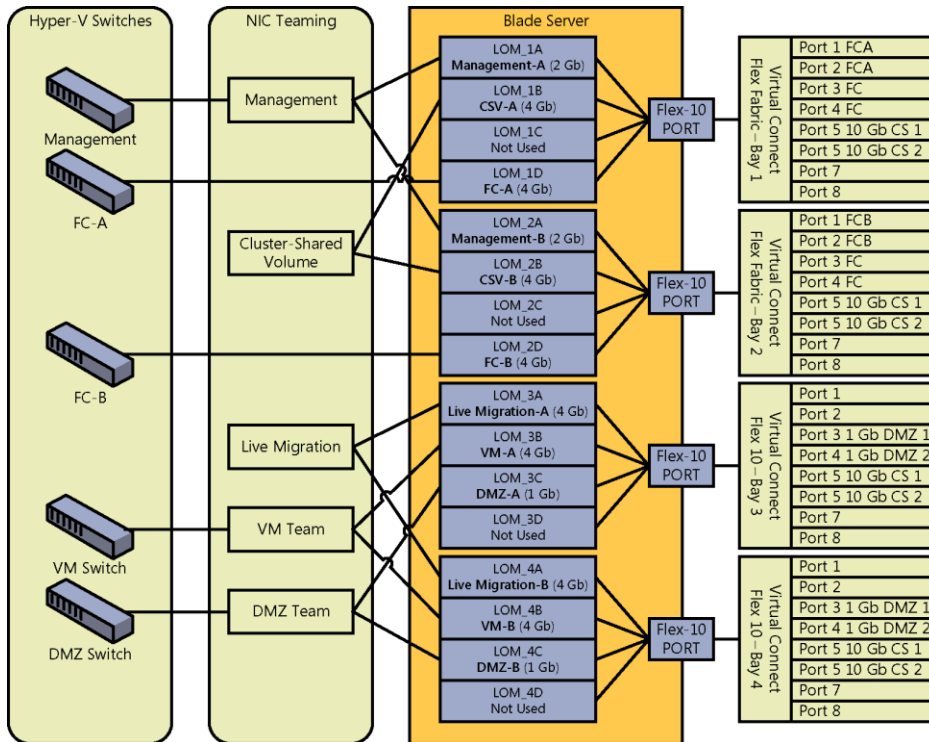 Hyper-V Switches
Management
FC-A
FC-B
VM Switch
DMZ Switch
NIC Teaming
Management
Cluster-Shared
Volume
Live Migration
VM Team
DMZ Team
Blade Server
LOM_1A
Management-A (2 Gb)
LOM_1B
CSV-A (4 Gb)
LOM_1C
Not Used
LOM_1D
FC-A (4 Gb)
LOM_2A
Management-B (2 Gb)
LOM_2B
CSV-B (4 Gb)
LOM_2C
Not Used
LOM_2D
FC-B (4 Gb)
LOM_3A
Live Migration-A (4 Gb)
LOM_3B
VM-A (4 Gb)
LOM_3C
DMZ-A (1 Gb)
LOM_3D
Not Used
LOM_4A
Live Migration-B (4 Gb)
LOM_4B
VM-B (4 Gb)
LOM_4C
DMZ-B (1 Gb)
LOM_4D
Not Used
Flex-10
PORT
Flex-10
PORT
Flex-10
PORT
Flex-10
PORT
Virtual Connect
Flex Fabric – Bay 1
Port 1 FCA
Port 2 FCA
Port 3 FC
Port 4 FC
Port 5 10 Gb CS 1
Port 5 10 Gb CS 2
Port 7
Port 8
Virtual Connect
Flex Fabric – Bay 2
Port 1 FCB
Port 2 FCB
Port 3 FC
Port 4 FC
Port 5 10 Gb CS 1
Port 5 10 Gb CS 2
Port 7
Port 8
Virtual Connect
Flex 10 – Bay 3
Port 1
Port 2
Port 3 1 Gb DMZ 1
Port 4 1 Gb DMZ 2
Port 5 10 Gb CS 1
Port 5 10 Gb CS 2
Port 7
Port 8
Virtual Connect
Flex 10 – Bay 4
Port 1
Port 2
Port 3 1 Gb DMZ 1
Port 4 1 Gb DMZ 2
Port 5 10 Gb CS 1
Port 5 10 Gb CS 2
Port 7
Port 8